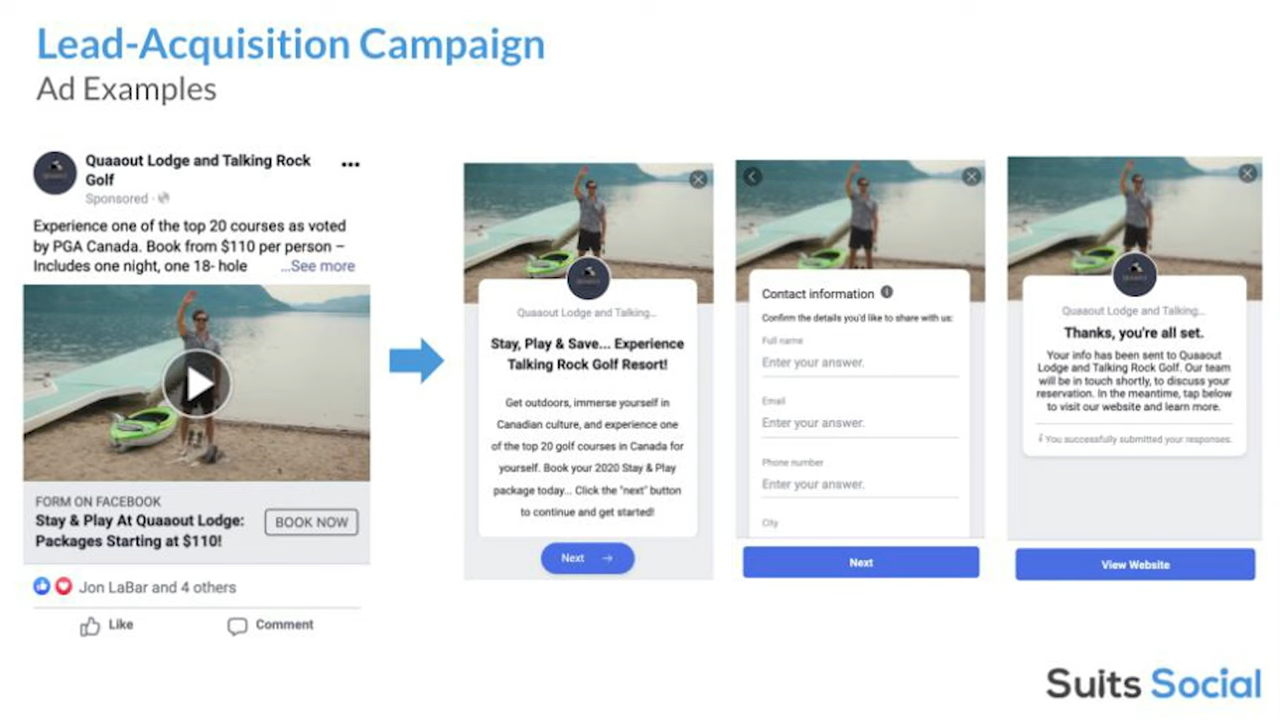 Lead-Acquisition Campaign
Ad Examples
Quaaout Lodge and Talking Rock
Golf
Sponsored ·
Experience one of the top 20 courses as voted
by PGA Canada. Book from $110 per person –
Includes one night, one 18- hole ...See more
FORM ON FACEBOOK
Stay & Play At Quaaout Lodge:
Packages Starting at $110!
BOOK NOW
Jon LaBar and 4 others
Like
Comment
Quaaout Lodge and Talking...
Stay, Play & Save... Experience
Talking Rock Golf Resort!
Get outdoors, immerse yourself in
Canadian culture, and experience one
of the top 20 golf courses in Canada for
yourself. Book your 2020 Stay & Play
package today... Click the "next" button
to continue and get started!
Next →
Contact information
Confirm the details you'd like to share with us:
Full name
Enter your answer.
Email
Enter your answer.
Phone number
Enter your answer.
City
Next
Quaaout Lodge and Talking...
Thanks, you're all set.
Your info has been sent to Quaaout
Lodge and Talking Rock Golf. Our team
will be in touch shortly, to discuss your
reservation. In the meantime, tap below
to visit our website and learn more.
You successfully submitted your responses.
View Website
Suits Social